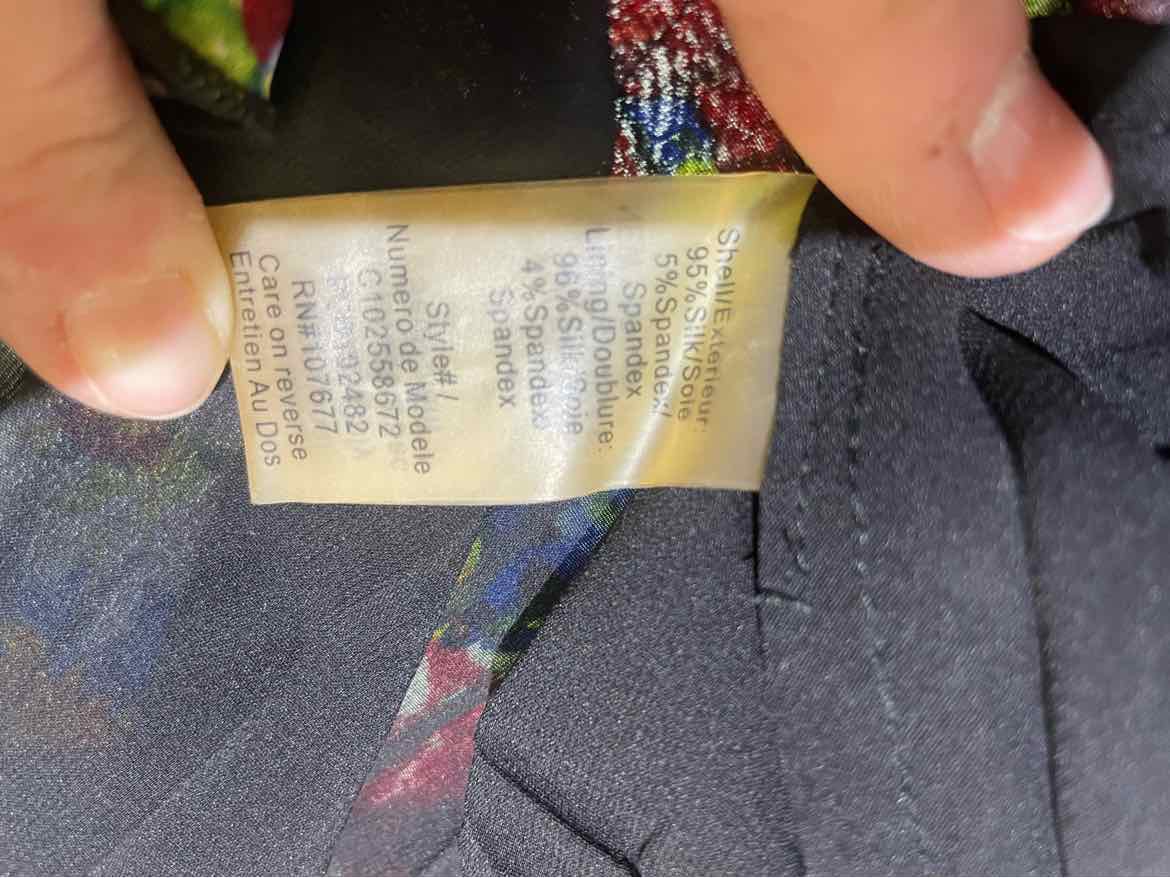 Shell/Exterieur:
95%Silk/Soie
5%Spandex/
Spandex
Lining/Doublure:
96%Silk/Soie
4%Spandex/
Spandex
Style# /
Numero de Modele
G102558672
RN#107677
Care on reverse
Entretien Au Dos